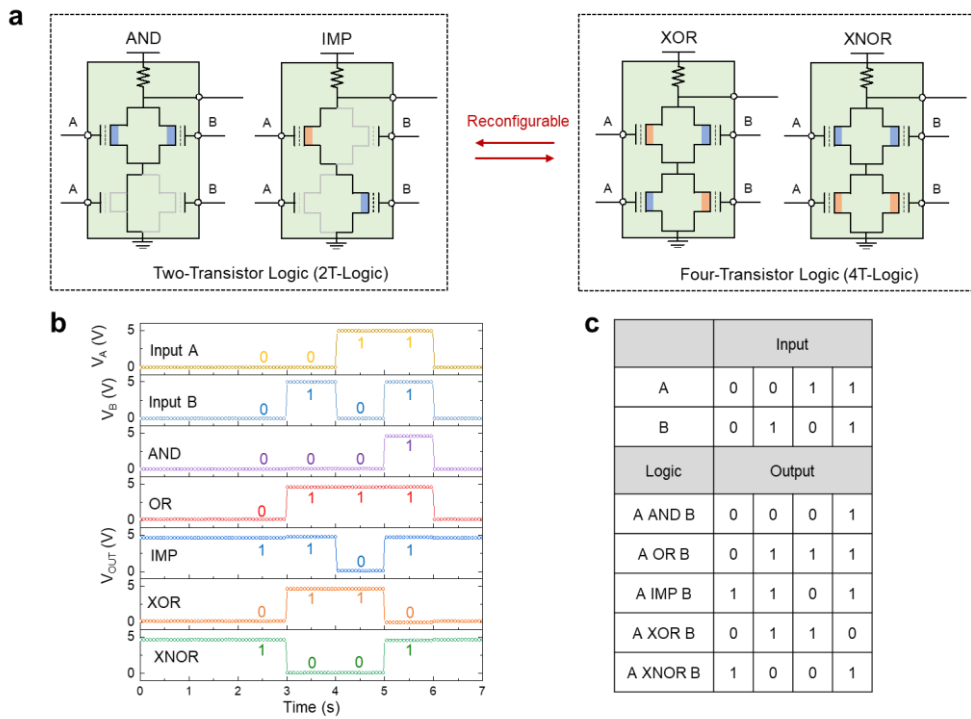 a
AND IMP XOR XNOR
A B A B A B A B
Reconfigurable
A B A B A B A B
Two-Transistor Logic (2T-Logic)
Four-Transistor Logic (4T-Logic)
b
V_A (V)
5
0
Input A
0 0 1 1
V_B (V)
5
0
Input B
0 1 0 1
V_OUT (V)
5
0
AND
0 0 0 1
5
0
OR
0 1 1 1
5
0
IMP
1 1 0 1
5
0
XOR
0 1 1 0
5
0
XNOR
1 0 0 1
0 1 2 3 4 5 6 7
Time (s)
c
Input
A 0 0 1 1
B 0 1 0 1
Logic Output
A AND B 0 0 0 1
A OR B 0 1 1 1
A IMP B 1 1 0 1
A XOR B 0 1 1 0
A XNOR B 1 0 0 1